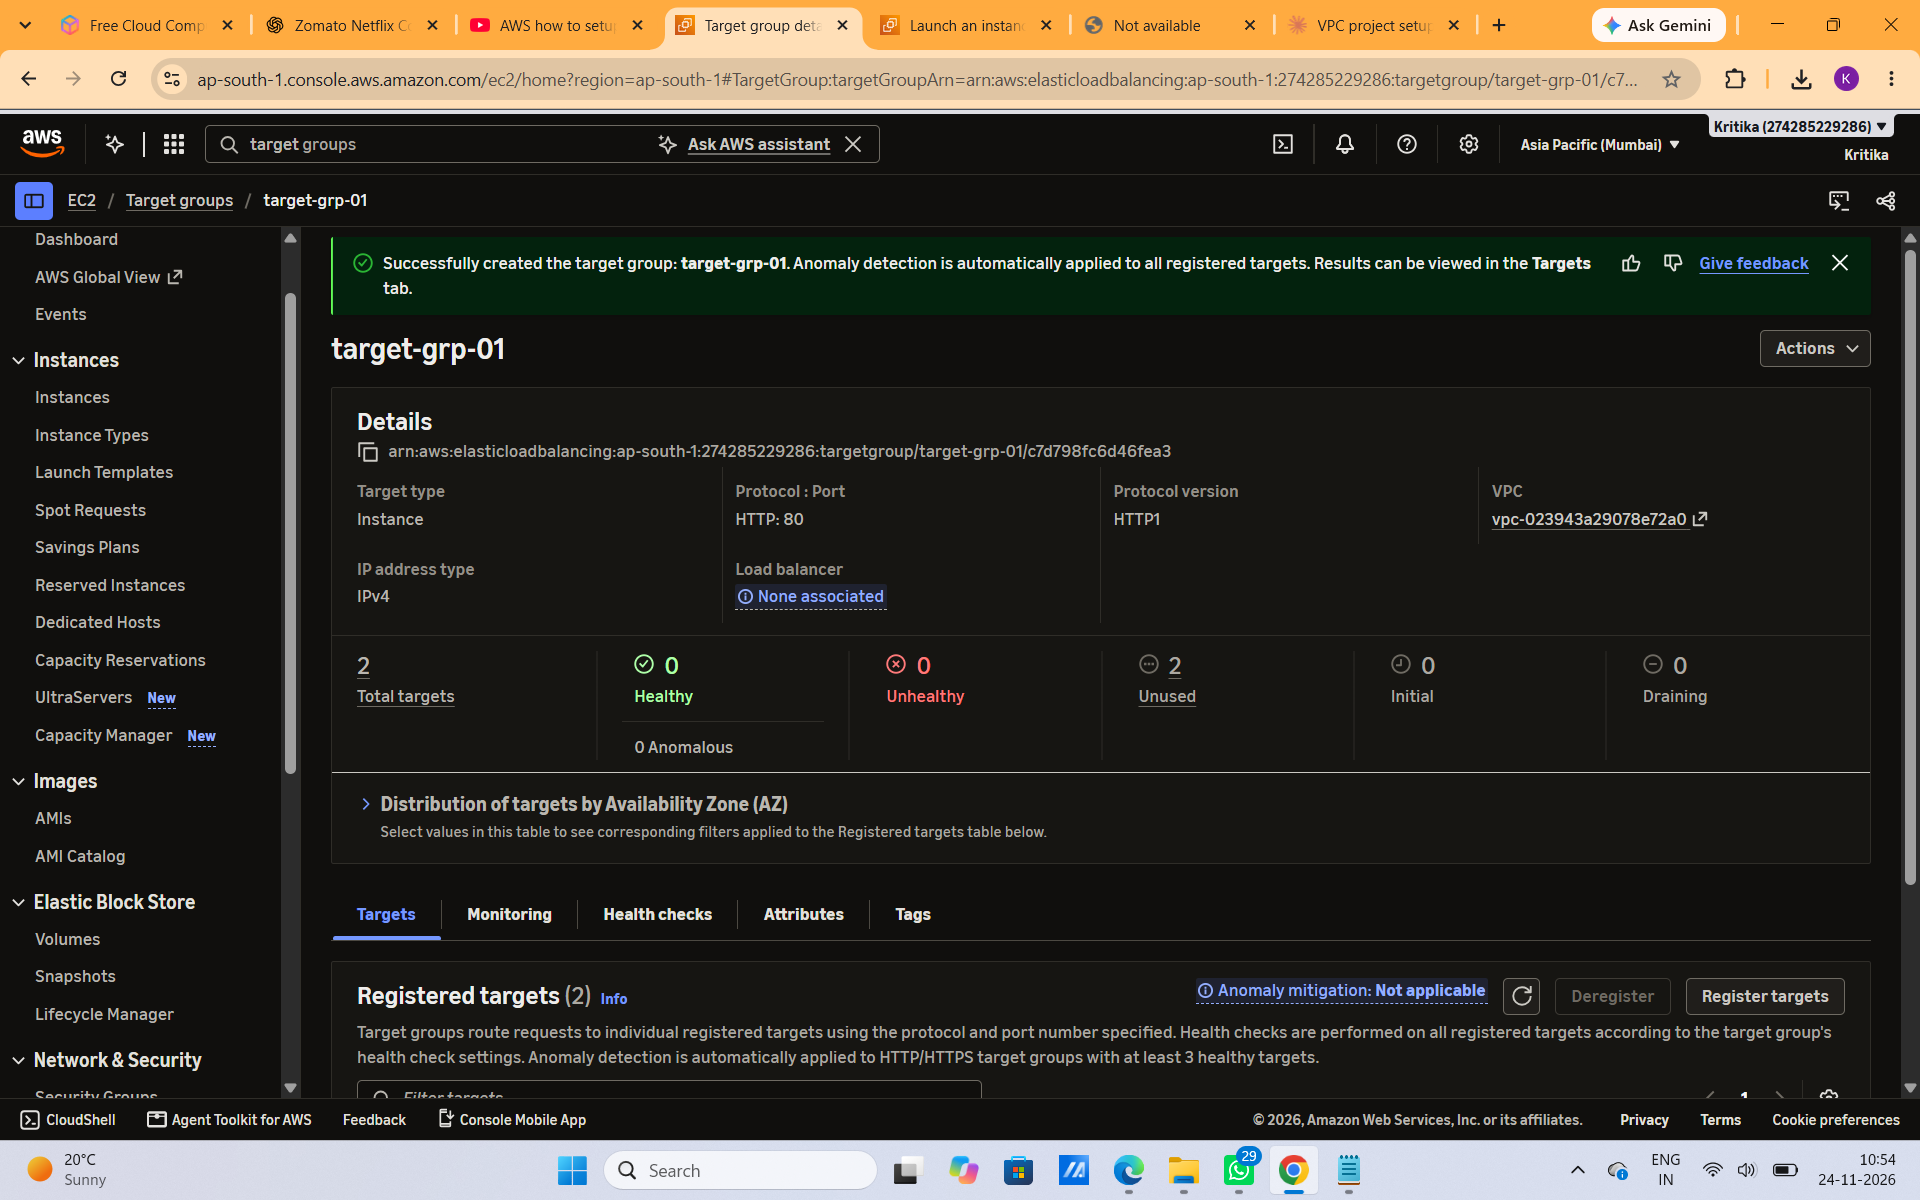 Free Cloud Comp
Zomato Netflix C
AWS how to setu
Target group deta
Launch an instanc
Not available
VPC project setup
Ask Gemini
ap-south-1.console.aws.amazon.com/ec2/home?region=ap-south-1#TargetGroup:targetGroupArn=arn:aws:elasticloadbalancing:ap-south-1:274285229286:targetgroup/target-grp-01/c7...
K
aws
target groups
Ask AWS assistant
Asia Pacific (Mumbai)
Kritika (274285229286)
Kritika
EC2 / Target groups / target-grp-01
Dashboard
AWS Global View
Events
Instances
Instances
Instance Types
Launch Templates
Spot Requests
Savings Plans
Reserved Instances
Dedicated Hosts
Capacity Reservations
UltraServers New
Capacity Manager New
Images
AMIs
AMI Catalog
Elastic Block Store
Volumes
Snapshots
Lifecycle Manager
Network & Security
Security Groups
Successfully created the target group: target-grp-01. Anomaly detection is automatically applied to all registered targets. Results can be viewed in the Targets
tab.
Give feedback
target-grp-01
Actions
Details
arn:aws:elasticloadbalancing:ap-south-1:274285229286:targetgroup/target-grp-01/c7d798fc6d46fea3
Target type
Instance
Protocol : Port
HTTP: 80
Protocol version
HTTP1
VPC
vpc-023943a29078e72a0
IP address type
IPv4
Load balancer
None associated
2
Total targets
0
Healthy
0 Anomalous
0
Unhealthy
2
Unused
0
Initial
0
Draining
Distribution of targets by Availability Zone (AZ)
Select values in this table to see corresponding filters applied to the Registered targets table below.
Targets
Monitoring
Health checks
Attributes
Tags
Registered targets (2) Info
Anomaly mitigation: Not applicable
Deregister
Register targets
Target groups route requests to individual registered targets using the protocol and port number specified. Health checks are performed on all registered targets according to the target group's
health check settings. Anomaly detection is automatically applied to HTTP/HTTPS target groups with at least 3 healthy targets.
Filter targets
1
CloudShell
Agent Toolkit for AWS
Feedback
Console Mobile App
© 2026, Amazon Web Services, Inc. or its affiliates.
Privacy
Terms
Cookie preferences
20°C
Sunny
Search
29
ENG
IN
10:54
24-11-2026